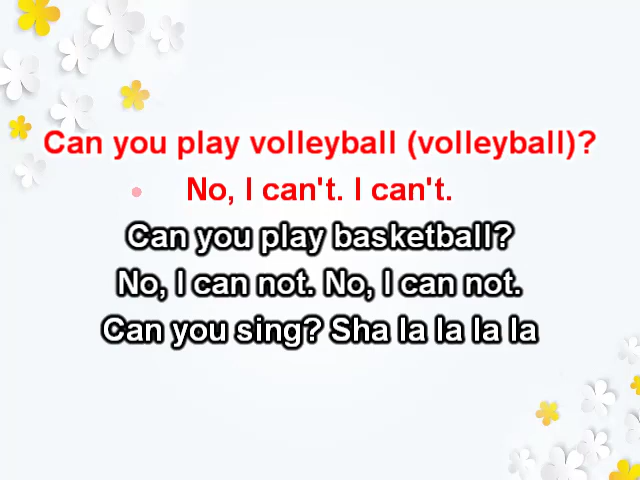 Can you play volleyball (volleyball)?
No, I can't. I can't.
Can you play basketball?
No, I can not. No, I can not.
Can you sing? Sha la la la la